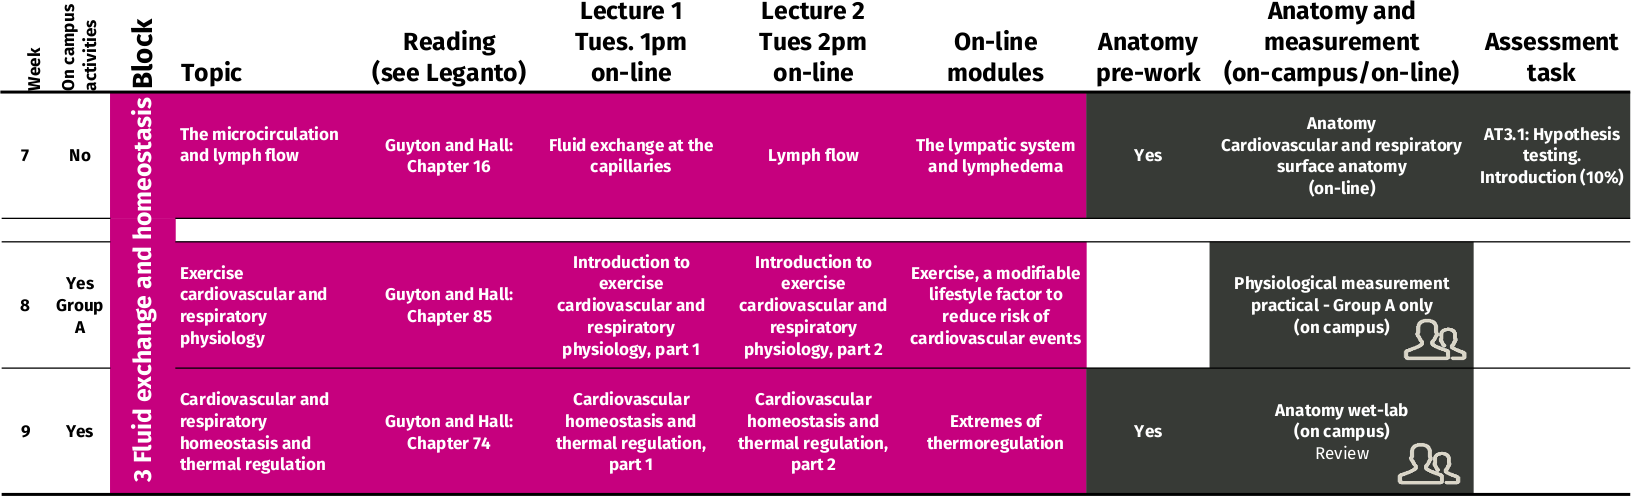 Week
On campus
activities
Block
Topic
Reading
(see Leganto)
Lecture 1
Tues. 1pm
on-line
Lecture 2
Tues 2pm
on-line
On-line
modules
Anatomy
pre-work
Anatomy and
measurement
(on-campus/on-line)
Assessment
task
3 Fluid exchange and homeostasis
7
No
The microcirculation
and lymph flow
Guyton and Hall:
Chapter 16
Fluid exchange at the
capillaries
Lymph flow
The lympatic system
and lymphedema
Yes
Anatomy
Cardiovascular and respiratory
surface anatomy
(on-line)
AT3.1: Hypothesis
testing.
Introduction (10%)
8
Yes
Group
A
Exercise
cardiovascular and
respiratory
physiology
Guyton and Hall:
Chapter 85
Introduction to
exercise
cardiovascular and
respiratory
physiology, part 1
Introduction to
exercise
cardiovascular and
respiratory
physiology, part 2
Exercise, a modifiable
lifestyle factor to
reduce risk of
cardiovascular events
Physiological measurement
practical - Group A only
(on campus)
9
Yes
Cardiovascular and
respiratory
homeostasis and
thermal regulation
Guyton and Hall:
Chapter 74
Cardiovascular
homeostasis and
thermal regulation,
part 1
Cardiovascular
homeostasis and
thermal regulation,
part 2
Extremes of
thermoregulation
Yes
Anatomy wet-lab
(on campus)
Review